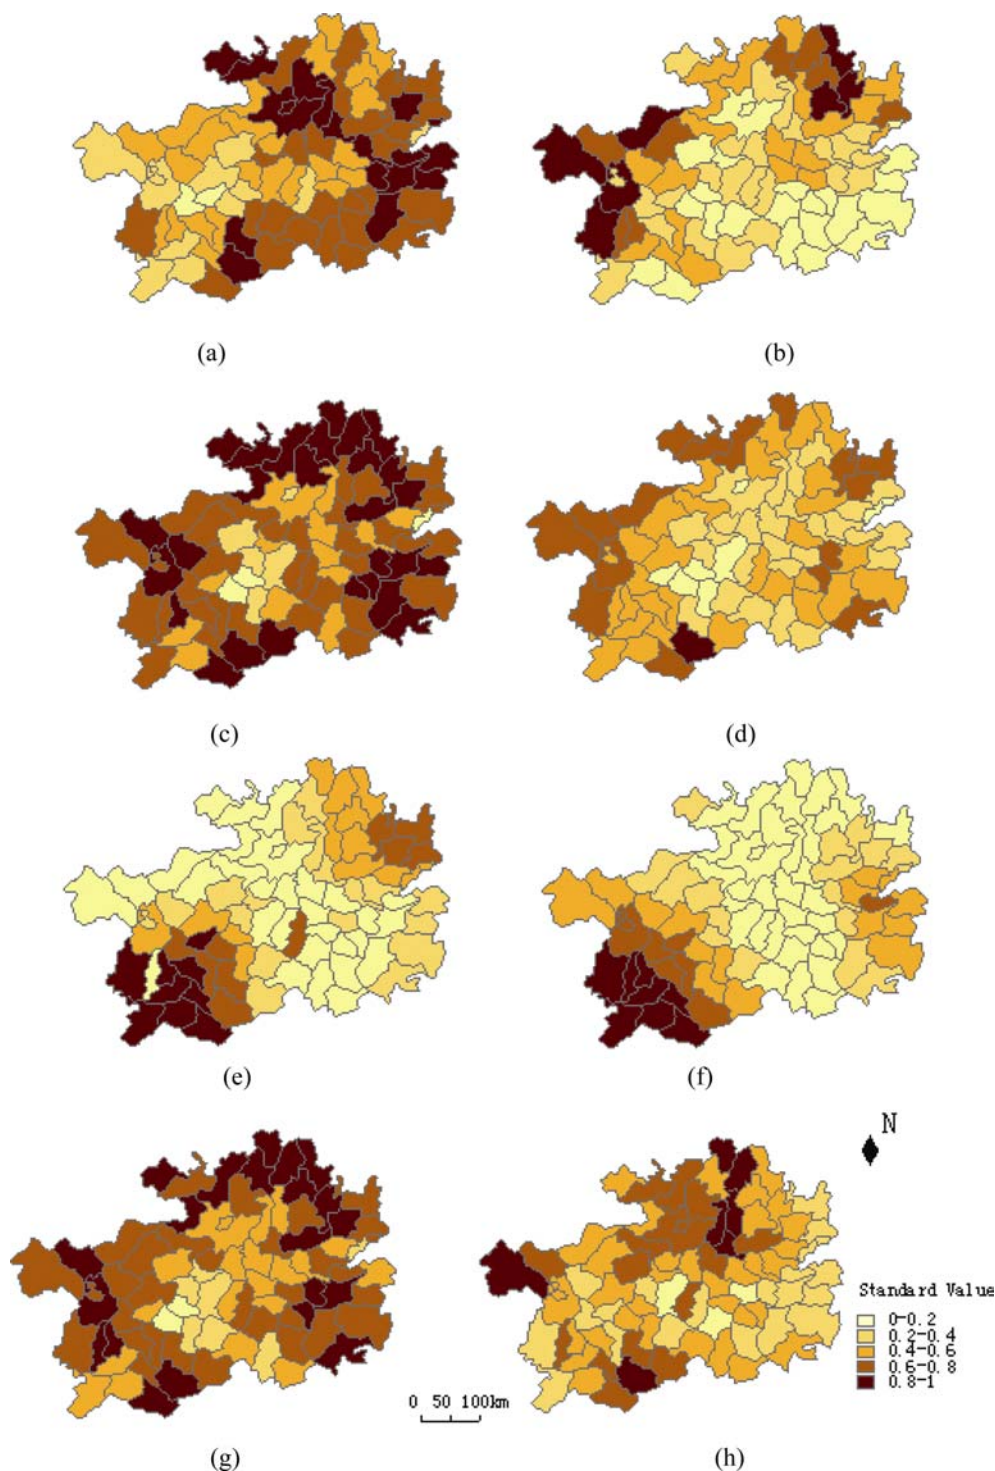 (a) (b)
(c) (d)
(e) (f)
N
Standard Value
0-0.2
0.2-0.4
0.4-0.6
0.6-0.8
0.8-1
0 50 100km
(g) (h)